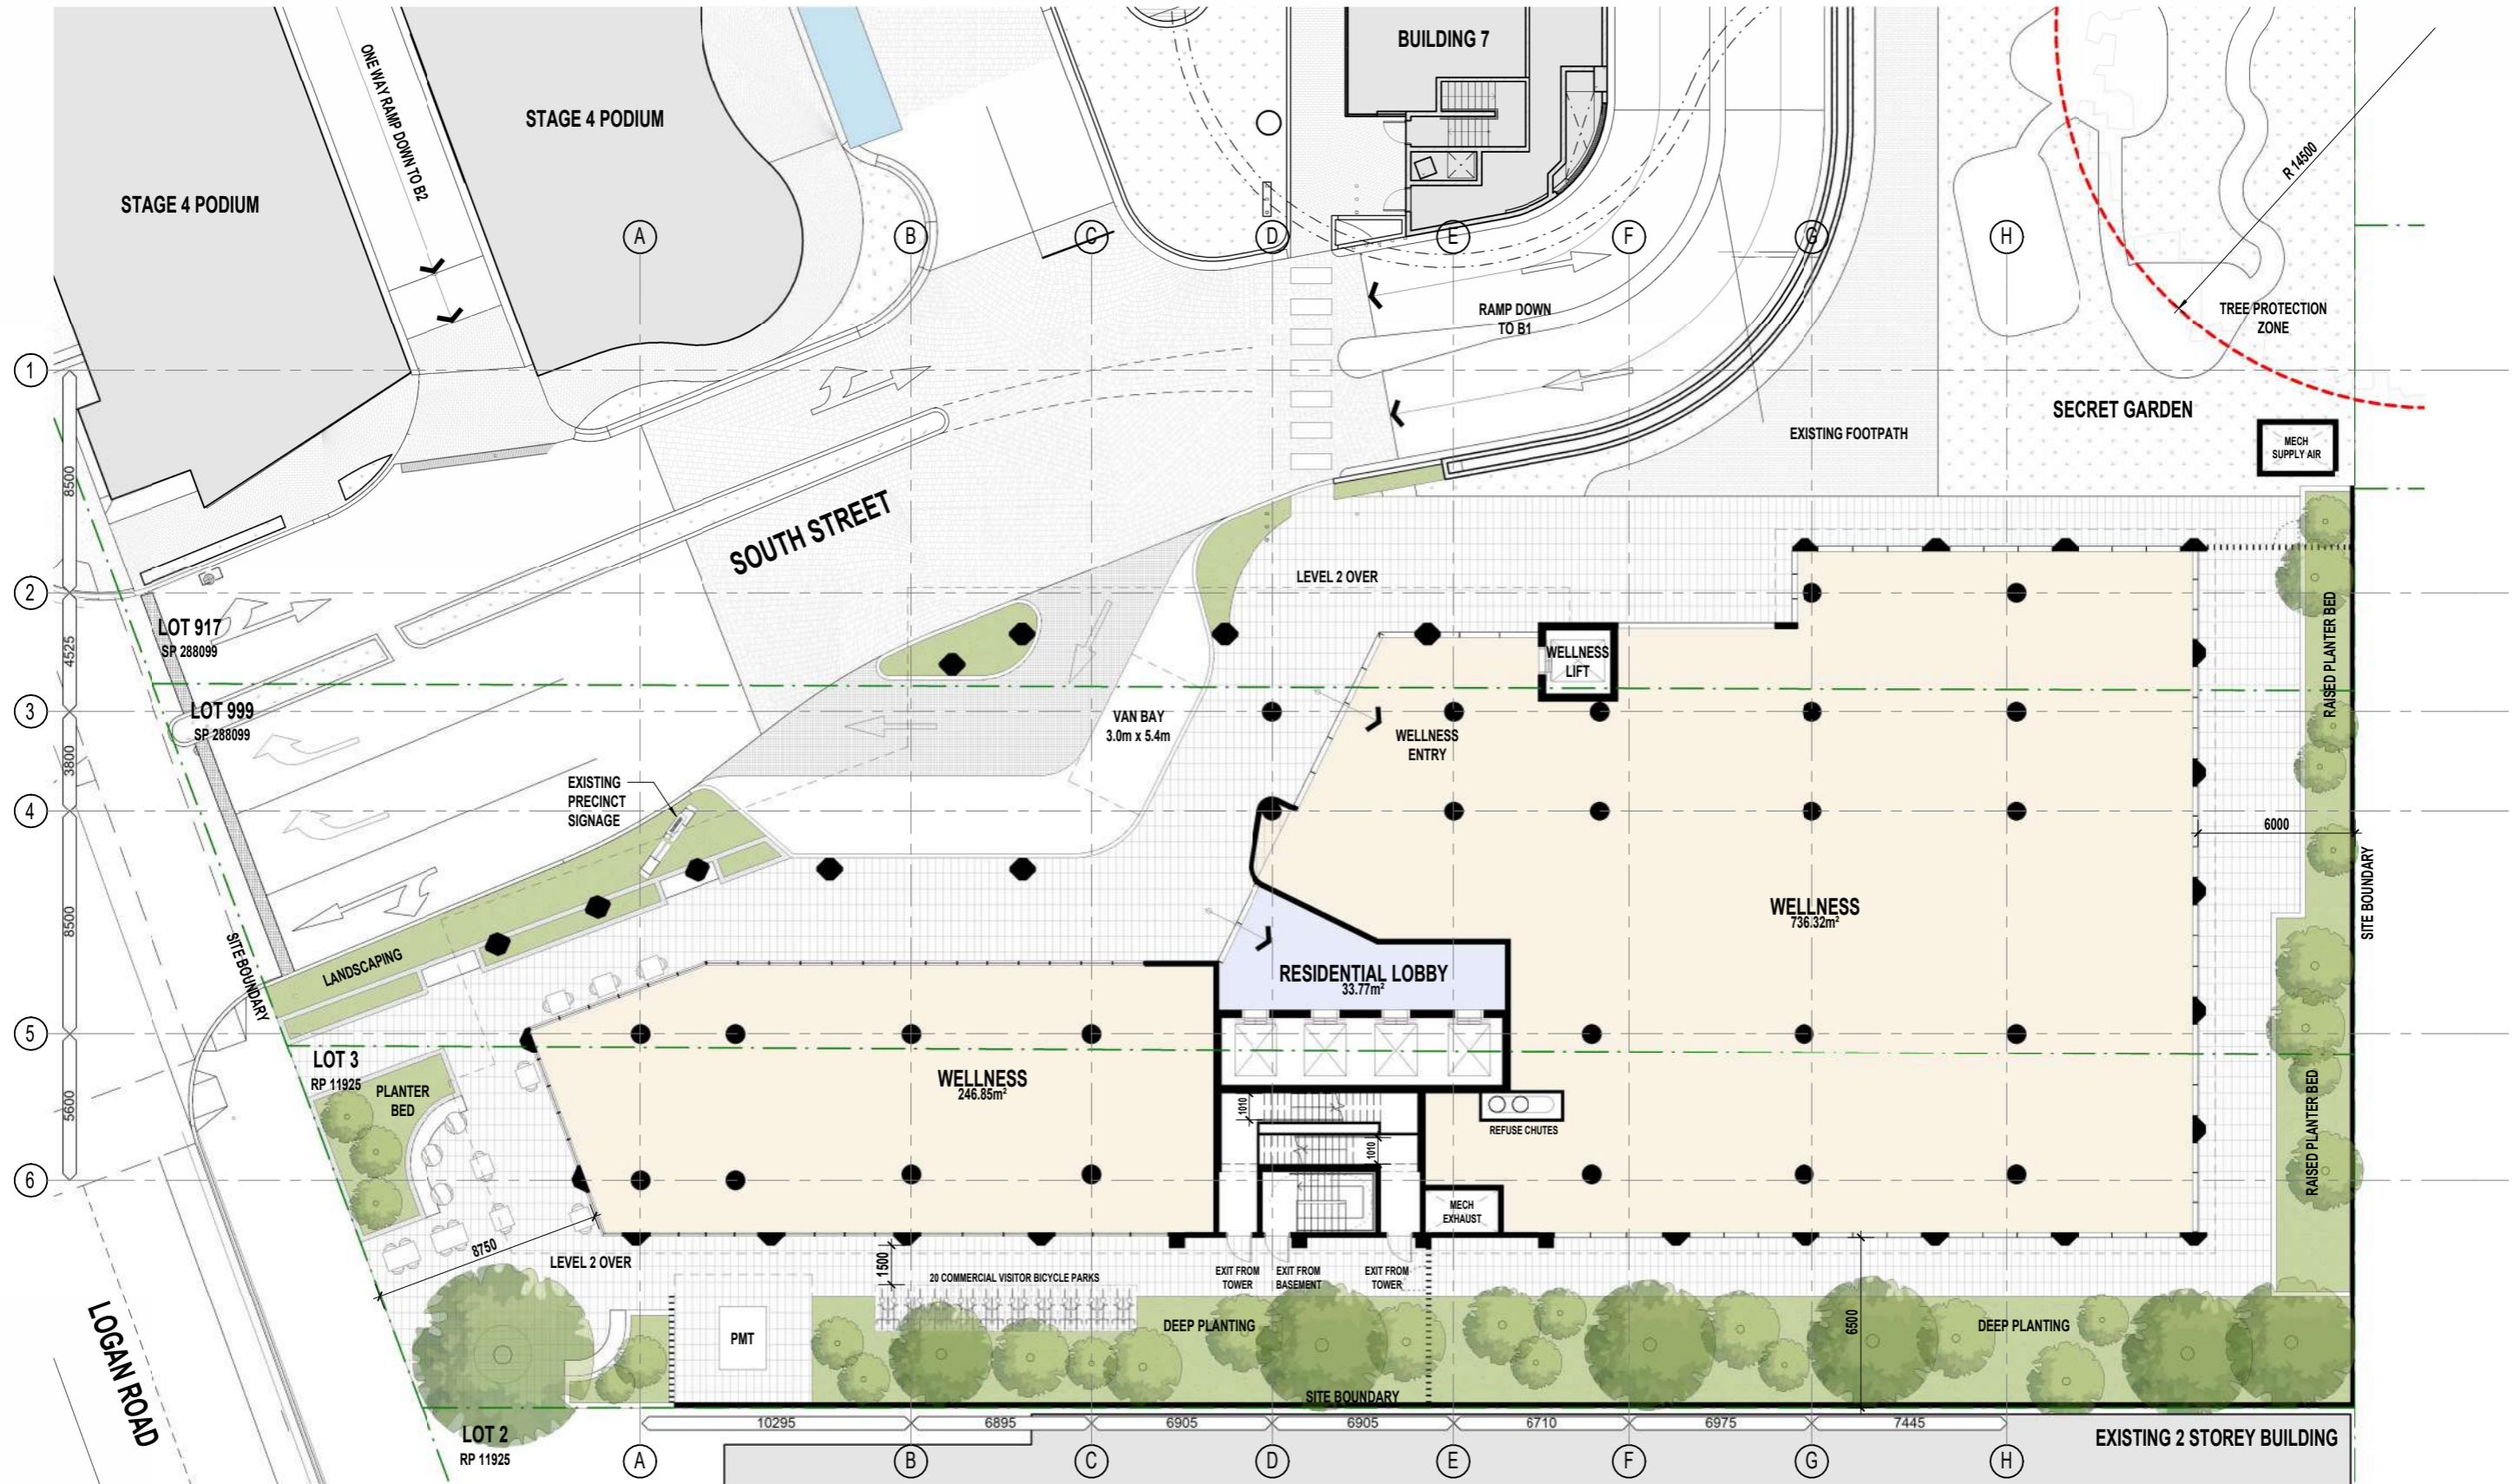 BUILDING 7
ONE WAY RAMP DOWN TO B2
STAGE 4 PODIUM
STAGE 4 PODIUM
R 14500
A
B
C
D
E
F
G
H
RAMP DOWN
TO B1
TREE PROTECTION
ZONE
1
SECRET GARDEN
EXISTING FOOTPATH
MECH
SUPPLY AIR
8500
SOUTH STREET
LEVEL 2 OVER
2
LOT 917
SP 288099
4525
WELLNESS
LIFT
RAISED PLANTER BED
3
LOT 999
SP 288099
VAN BAY
3.0m x 5.4m
WELLNESS
ENTRY
3800
EXISTING
PRECINCT
SIGNAGE
4
6000
SITE BOUNDARY
8500
WELLNESS
736.32m²
SITE BOUNDARY
LANDSCAPING
RESIDENTIAL LOBBY
33.77m²
5
LOT 3
RP 11925
PLANTER
BED
WELLNESS
246.85m²
5600
1010
REFUSE CHUTES
1010
RAISED PLANTER BED
6
MECH
EXHAUST
8750
LEVEL 2 OVER
1500
20 COMMERCIAL VISITOR BICYCLE PARKS
EXIT FROM
TOWER
EXIT FROM
BASEMENT
EXIT FROM
TOWER
PMT
DEEP PLANTING
6500
DEEP PLANTING
LOGAN ROAD
SITE BOUNDARY
10295
6895
6905
6905
6710
6975
7445
LOT 2
RP 11925
EXISTING 2 STOREY BUILDING
A
B
C
D
E
F
G
H